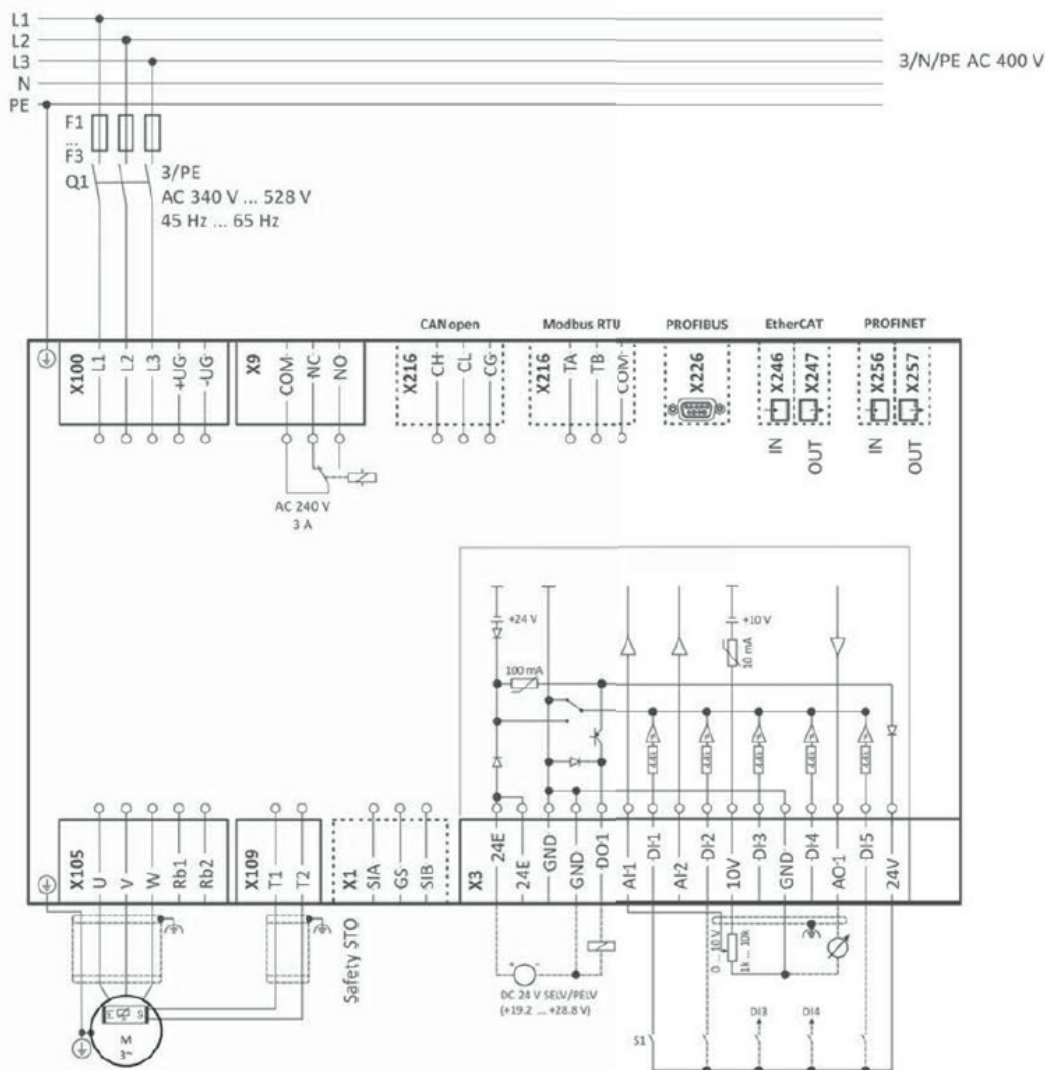 L1
L2
L3
N
PE
3/N/PE AC 400 V
F1
...
F3
Q1
3/PE
AC 340 V ... 528 V
45 Hz ... 65 Hz
CANopen
Modbus RTU
PROFIBUS
EtherCAT
PROFINET
X100
L1
L2
L3
+UG
-UG
X9
COM
NC
NO
X216
CH
CL
CG
X216
TA
TB
COM
X226
X246
X247
X256
X257
IN
OUT
IN
OUT
AC 240 V
3 A
+24 V
100 mA
+10 V
10 mA
X105
U
V
W
Rb1
Rb2
X109
T1
T2
X1
SIA
GS
SIB
Safety STO
X3
24E
24E
GND
GND
DO1
AI1
DI1
AI2
DI2
10V
DI3
GND
DI4
AO1
DI5
24V
0 ... 10 V
1k ... 10k
DC 24 V SELV/PELV
(+19.2 ... +28.8 V)
S1
DI3
DI4
M
3~